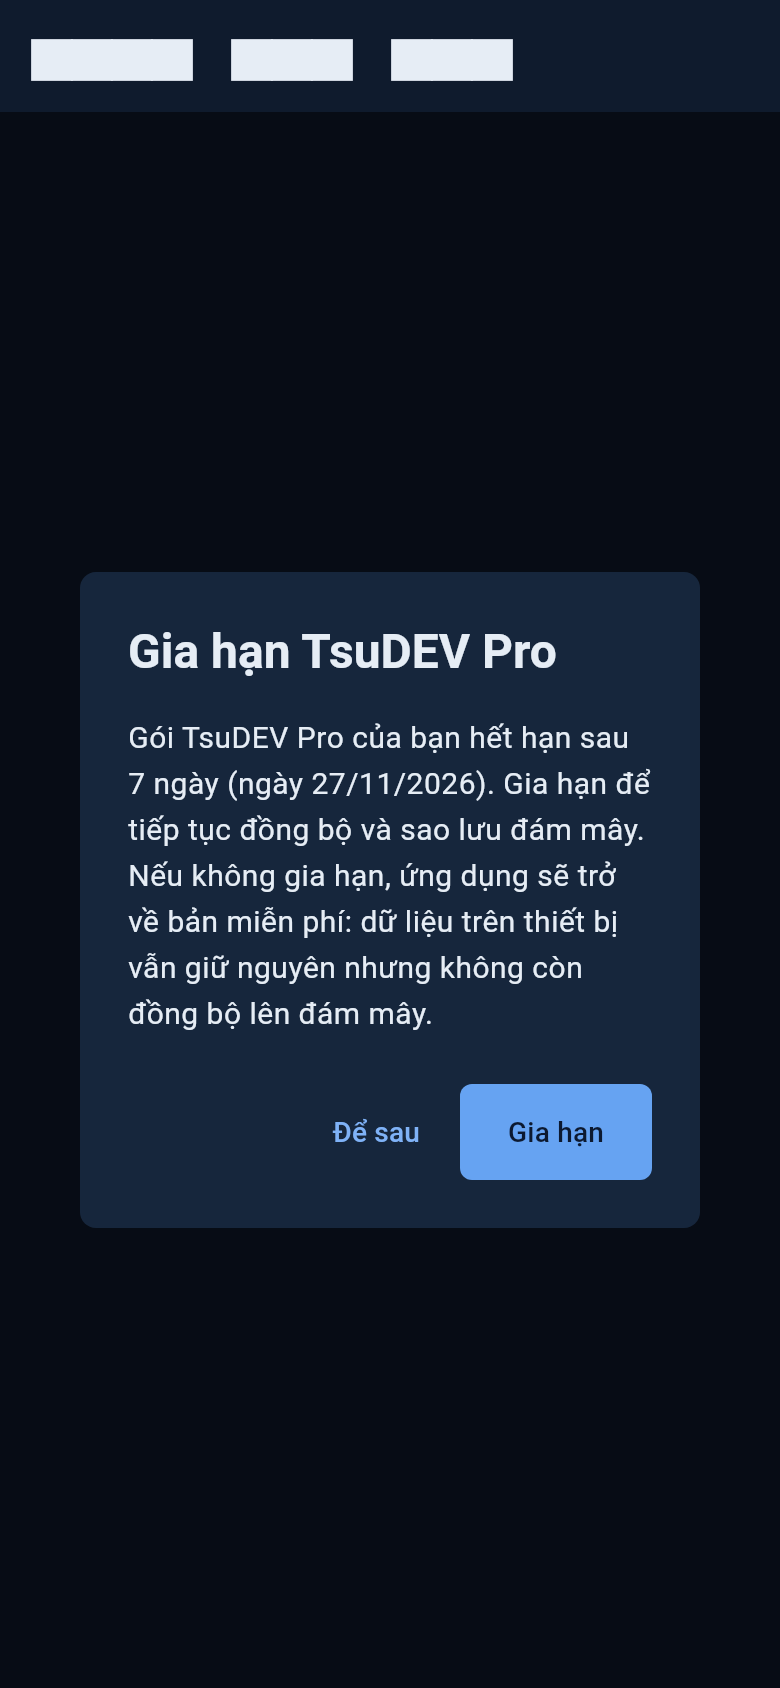 Gia hạn TsuDEV Pro
Gói TsuDEV Pro của bạn hết hạn sau
7 ngày (ngày 27/11/2026). Gia hạn để
tiếp tục đồng bộ và sao lưu đám mây.
Nếu không gia hạn, ứng dụng sẽ trở
về bản miễn phí: dữ liệu trên thiết bị
vẫn giữ nguyên nhưng không còn
đồng bộ lên đám mây.
Để sau
Gia hạn